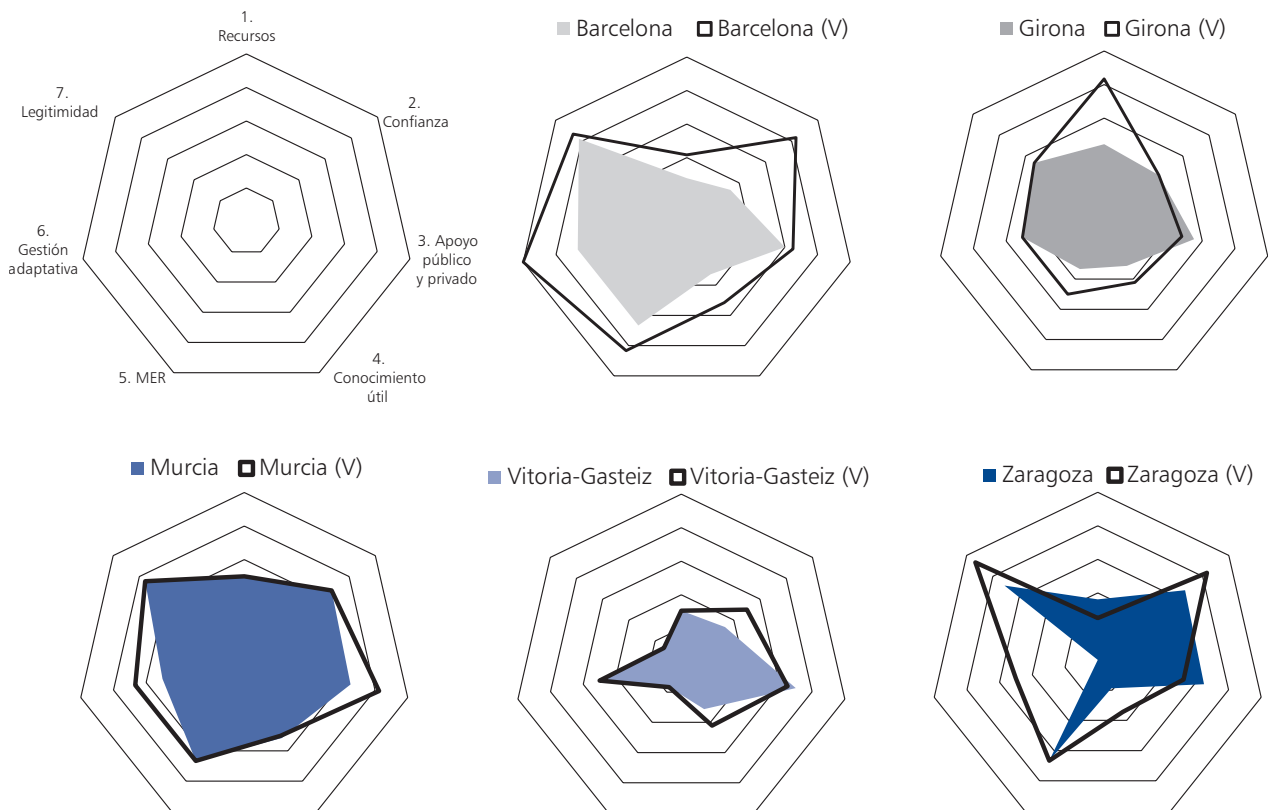 1.
Recursos
2.
Confianza
3. Apoyo
público
y privado
4.
Conocimiento
útil
5. MER
6.
Gestión
adaptativa
7.
Legitimidad
Barcelona Barcelona (V)
Girona Girona (V)
Murcia Murcia (V)
Vitoria-Gasteiz Vitoria-Gasteiz (V)
Zaragoza Zaragoza (V)